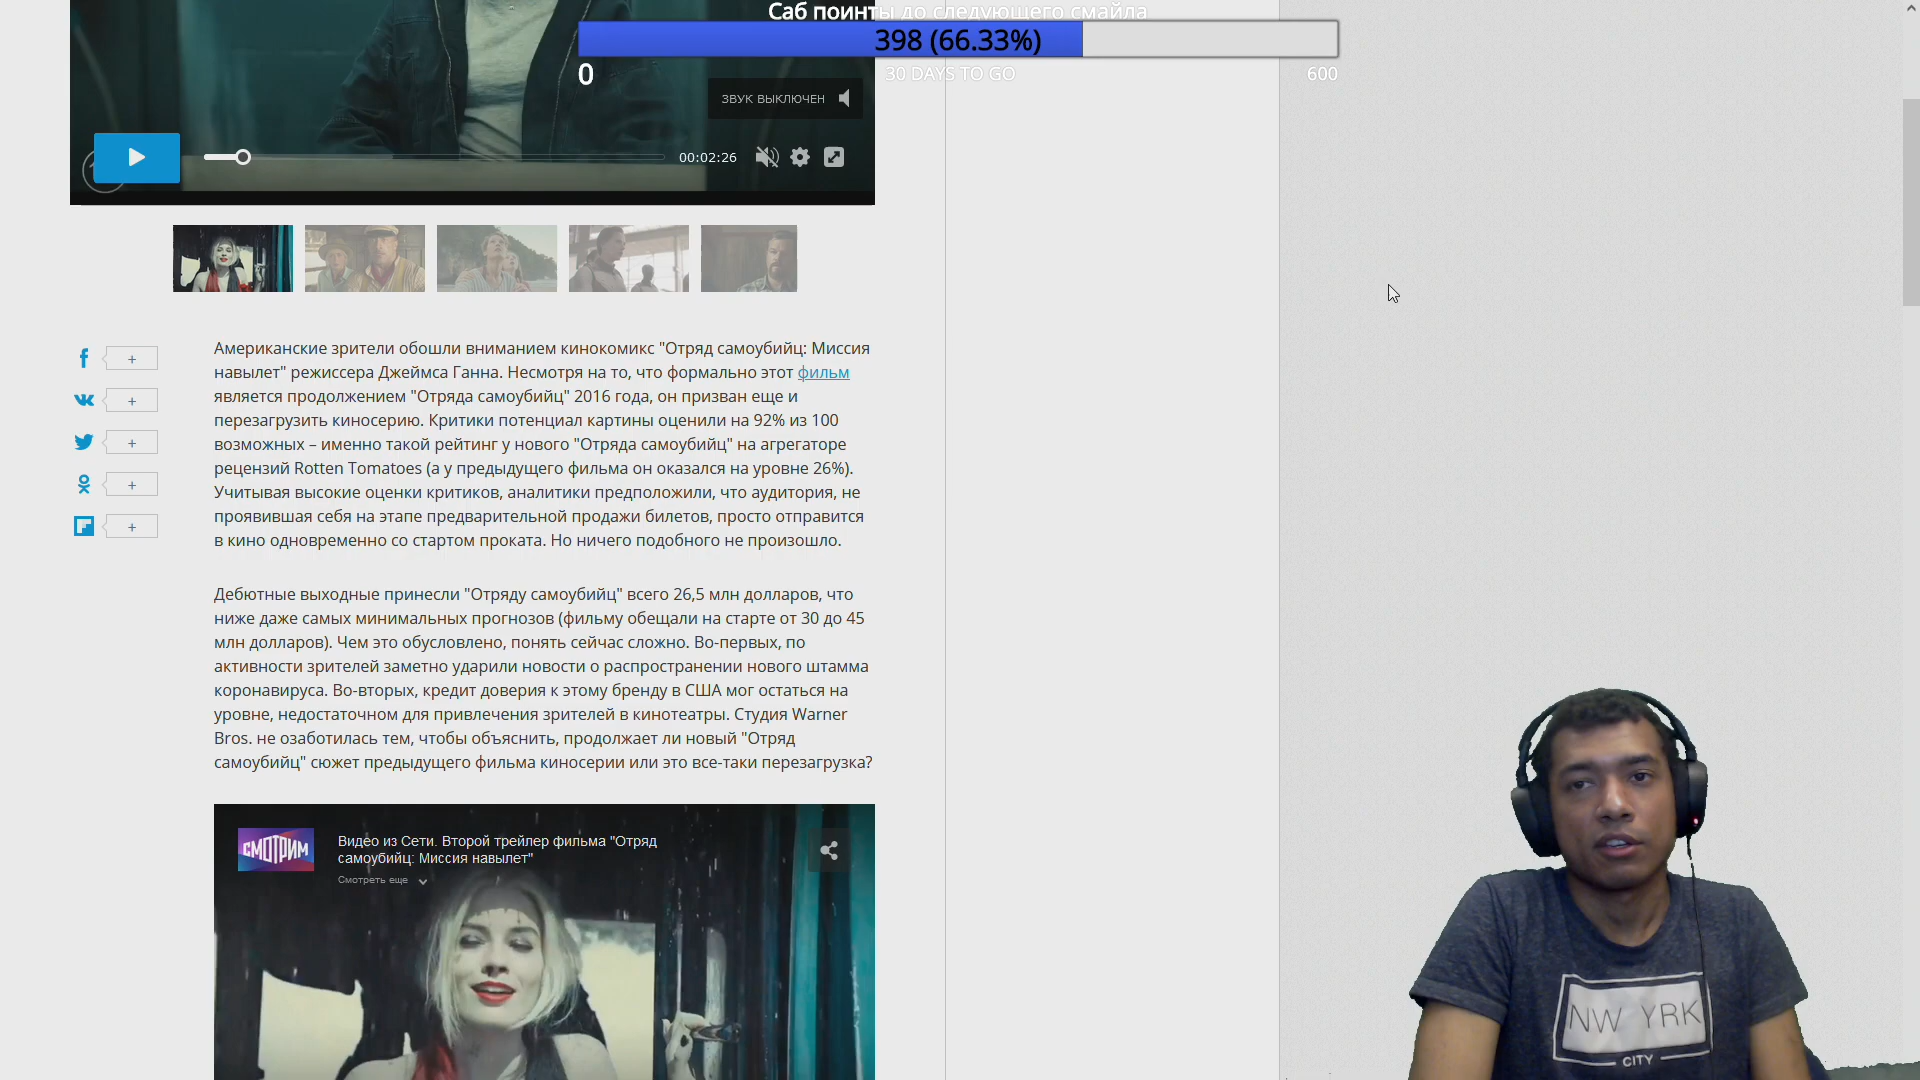 Саб поинты до следующего смайла
398 (66.33%)
0
30 DAYS TO GO
600
ЗВУК ВЫКЛЮЧЕН
00:02:26
+
+
+
+
+
Американские зрители обошли вниманием кинокомикс "Отряд самоубийц: Миссия
навылет" режиссера Джеймса Ганна. Несмотря на то, что формально этот фильм
является продолжением "Отряда самоубийц" 2016 года, он призван еще и
перезагрузить киносерию. Критики потенциал картины оценили на 92% из 100
возможных – именно такой рейтинг у нового "Отряда самоубийц" на агрегаторе
рецензий Rotten Tomatoes (а у предыдущего фильма он оказался на уровне 26%).
Учитывая высокие оценки критиков, аналитики предположили, что аудитория, не
проявившая себя на этапе предварительной продажи билетов, просто отправится
в кино одновременно со стартом проката. Но ничего подобного не произошло.
Дебютные выходные принесли "Отряду самоубийц" всего 26,5 млн долларов, что
ниже даже самых минимальных прогнозов (фильму обещали на старте от 30 до 45
млн долларов). Чем это обусловлено, понять сейчас сложно. Во-первых, по
активности зрителей заметно ударили новости о распространении нового штамма
коронавируса. Во-вторых, кредит доверия к этому бренду в США мог остаться на
уровне, недостаточном для привлечения зрителей в кинотеатры. Студия Warner
Bros. не озаботилась тем, чтобы объяснить, продолжает ли новый "Отряд
самоубийц" сюжет предыдущего фильма киносерии или это все-таки перезагрузка?
СМОТРИМ
Видео из Сети. Второй трейлер фильма "Отряд
самоубийц: Миссия навылет"
Смотреть еще
NW YRK
CITY